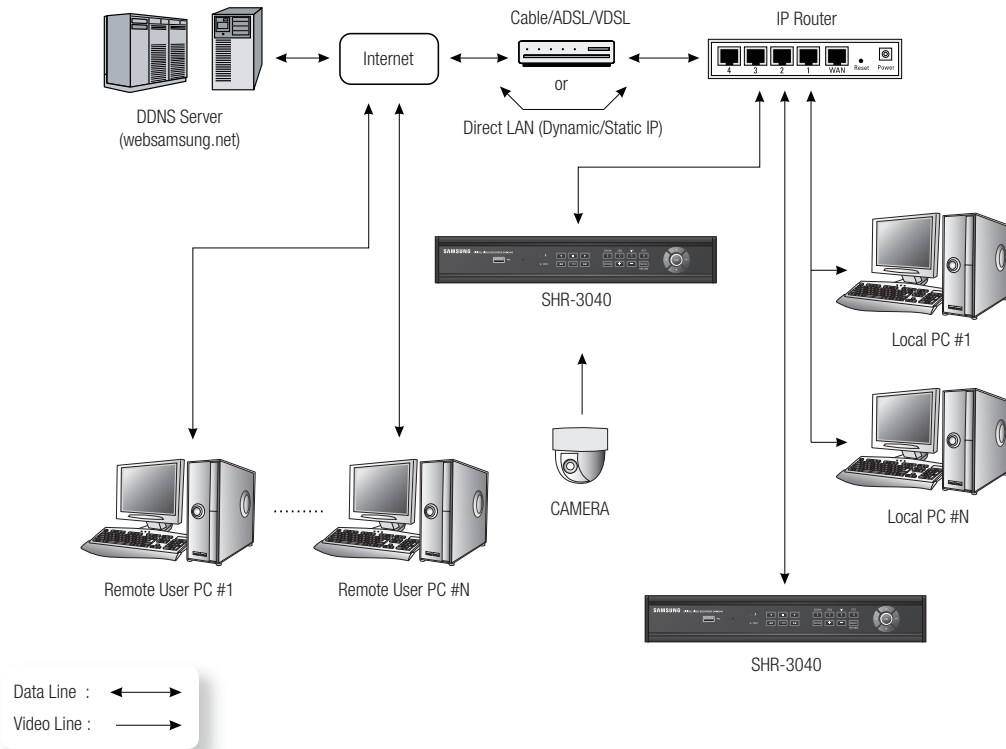 Cable/ADSL/VDSL
IP Router
Internet
4 3 2 1 WAN Reset Power
or
DDNS Server
(websamsung.net)
Direct LAN (Dynamic/Static IP)
SAMSUNG
SHR-3040
Local PC #1
CAMERA
Local PC #N
Remote User PC #1
.........
Remote User PC #N
SAMSUNG
SHR-3040
Data Line :
Video Line :